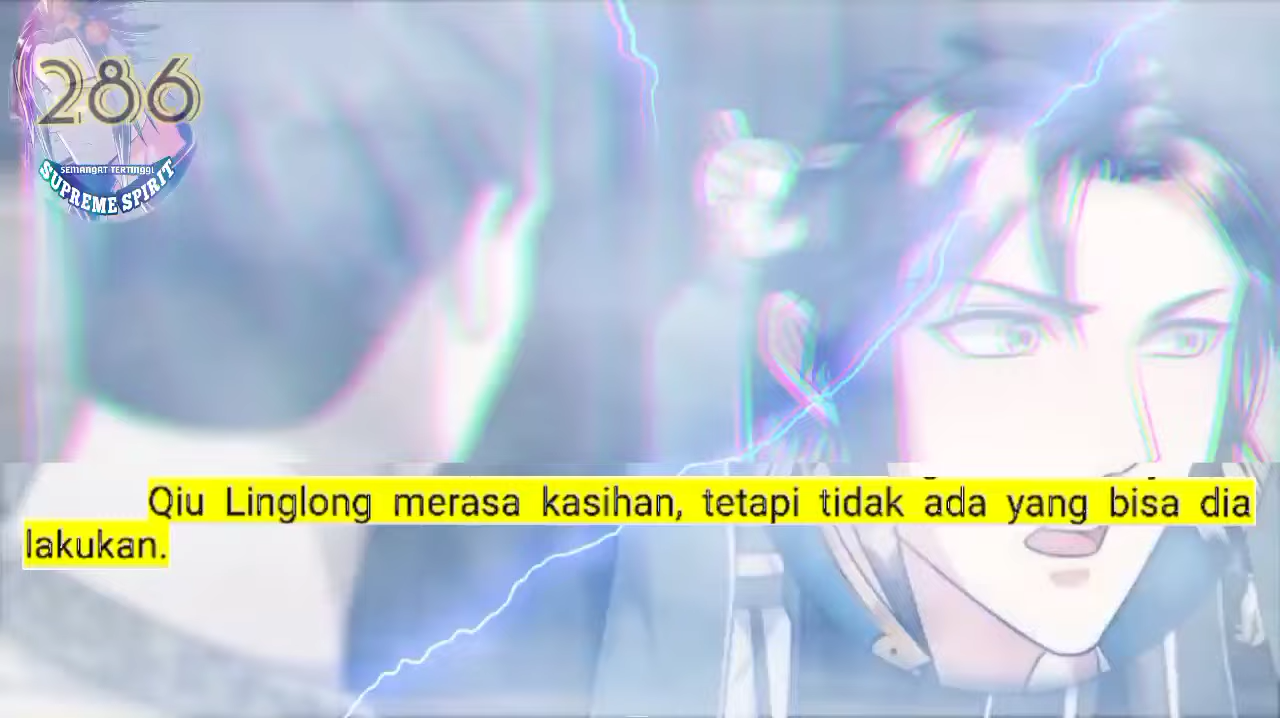 286
SEMANGAT TERTINGGI
SUPREME SPIRIT
Qiu Linglong merasa kasihan, tetapi tidak ada yang bisa dia
lakukan.